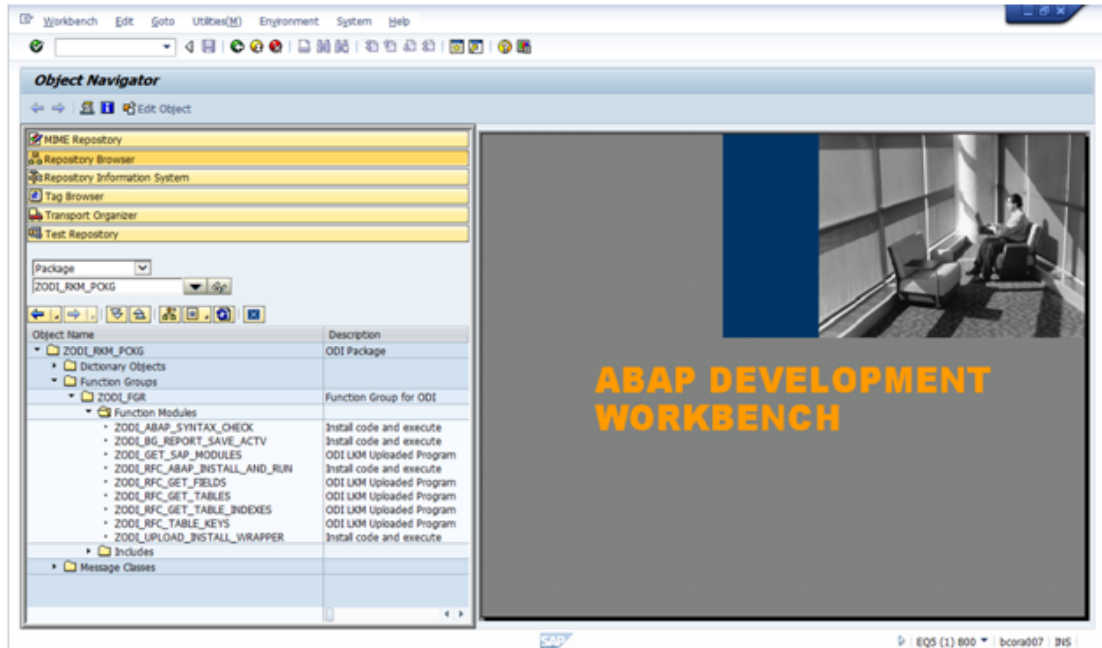 Workbench Edit Goto Utilities(M) Environment System Help
Object Navigator
Edit Object
MIME Repository
Repository Browser
Repository Information System
Tag Browser
Transport Organizer
Test Repository
Package
ZODI_RKM_PCKG
Object Name Description
ZODI_RKM_PCKG ODI Package
Dictionary Objects
Function Groups
ZODI_FGR Function Group for ODI
Function Modules
ZODI_ABAP_SYNTAX_CHECK Install code and execute
ZODI_BG_REPORT_SAVE_ACTV Install code and execute
ZODI_GET_SAP_MODULES ODI LKM Uploaded Program
ZODI_RFC_ABAP_INSTALL_AND_RUN Install code and execute
ZODI_RFC_GET_FIELDS ODI LKM Uploaded Program
ZODI_RFC_GET_TABLES ODI LKM Uploaded Program
ZODI_RFC_GET_TABLE_INDEXES ODI LKM Uploaded Program
ZODI_RFC_TABLE_KEYS ODI LKM Uploaded Program
ZODI_UPLOAD_INSTALL_WRAPPER Install code and execute
Includes
Message Classes
ABAP DEVELOPMENT
WORKBENCH
SAP
EQ5 (1) 800 bcora007 INS